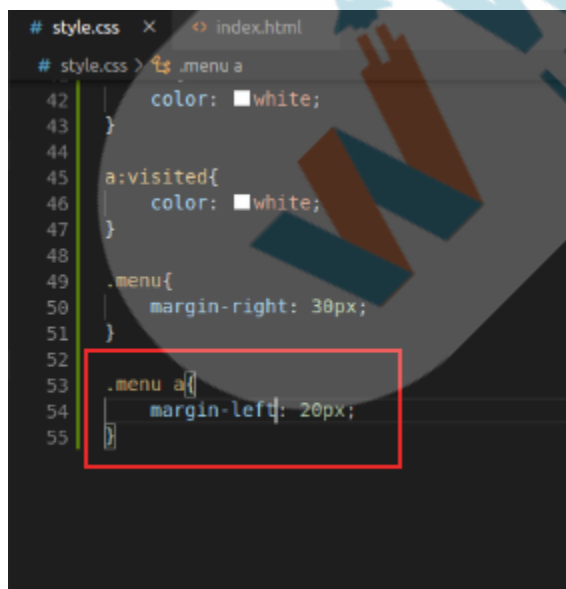 # style.css × <> index.html
# style.css > .menu a
42 color: white;
43 }
44
45 a:visited{
46 color: white;
47 }
48
49 .menu{
50 margin-right: 30px;
51 }
52
53 .menu a{
54 margin-left: 20px;
55 }